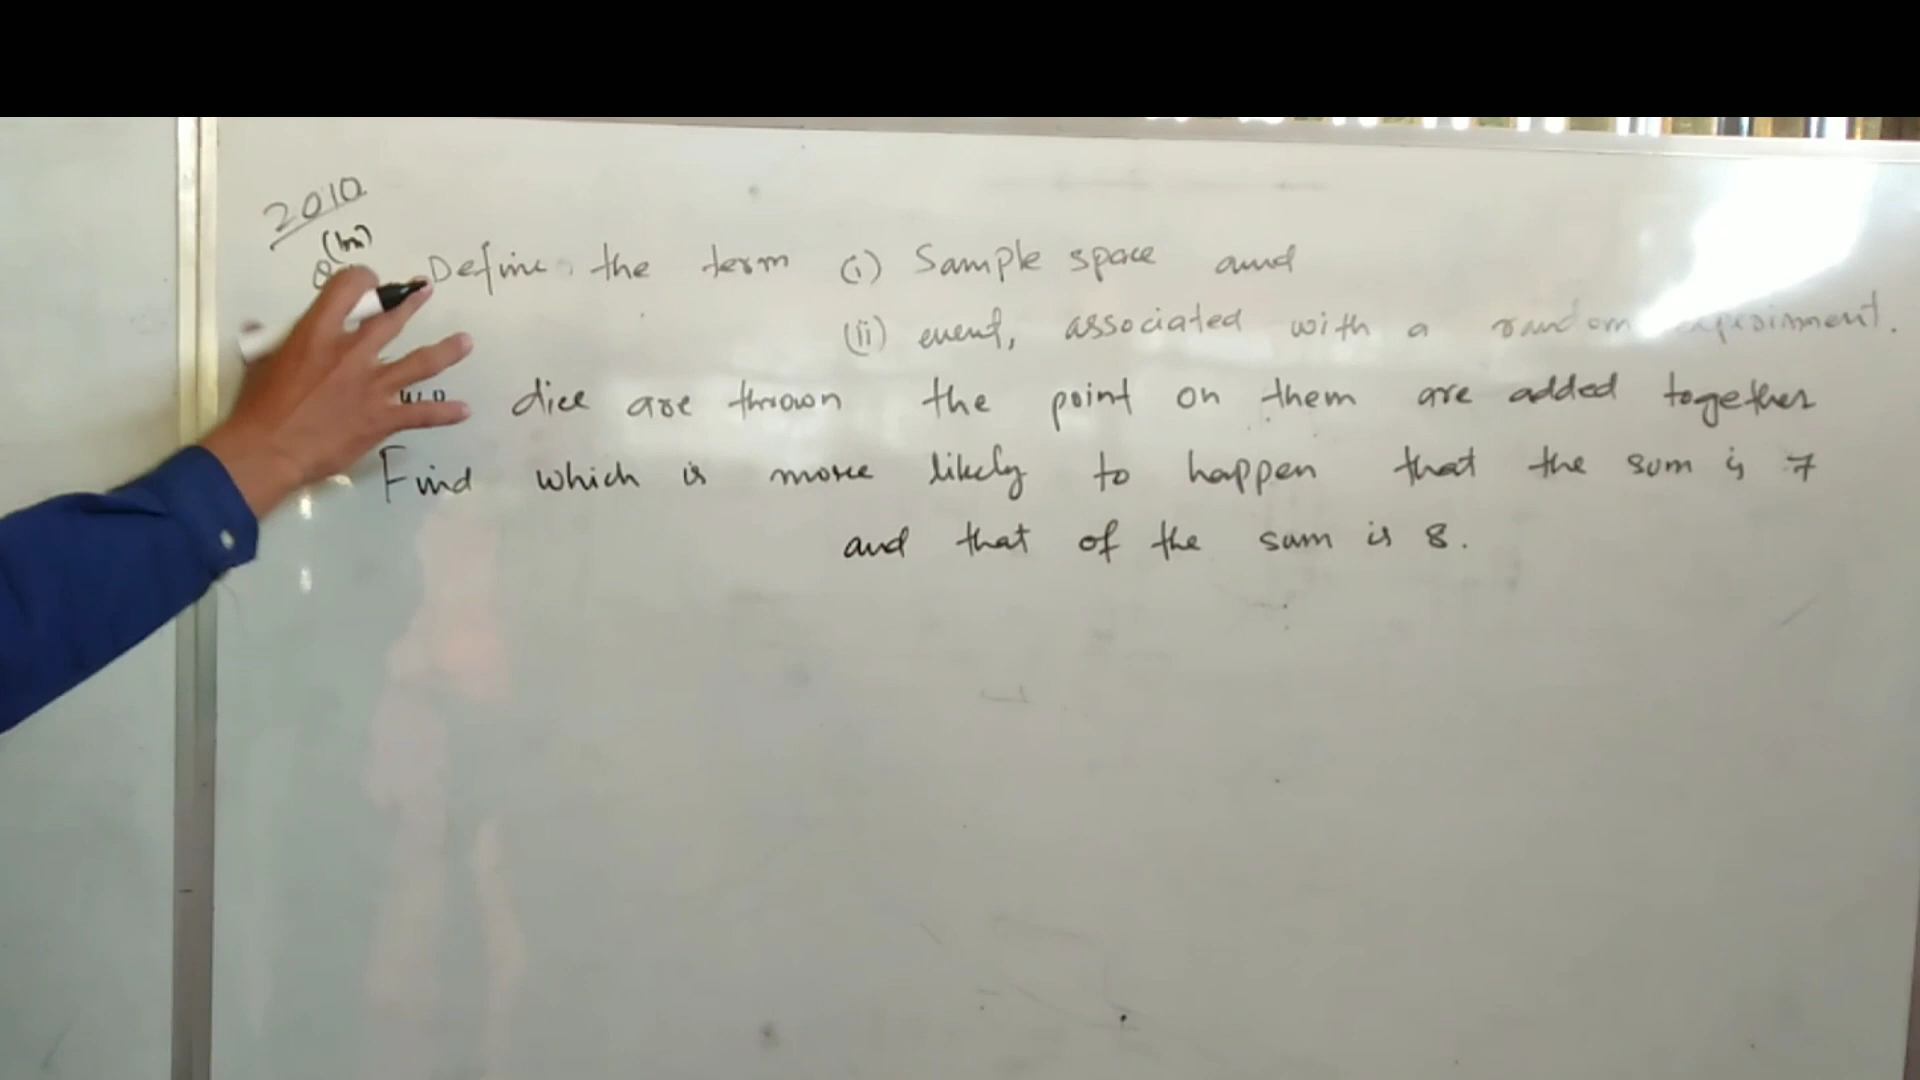 2010
Define the term (i) Sample space and
(ii) event, associated with a random
dice are thrown the point on them are added together
Find which is more likely to happen that the sum is 7
and that of the sum is 8.